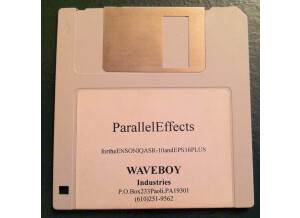 ParallelEffects
fortheENSONIQASR-10andEPS16PLUS
WAVEBOY
Industries
P.O.Box233Paoli,PA19301
(610)251-9562